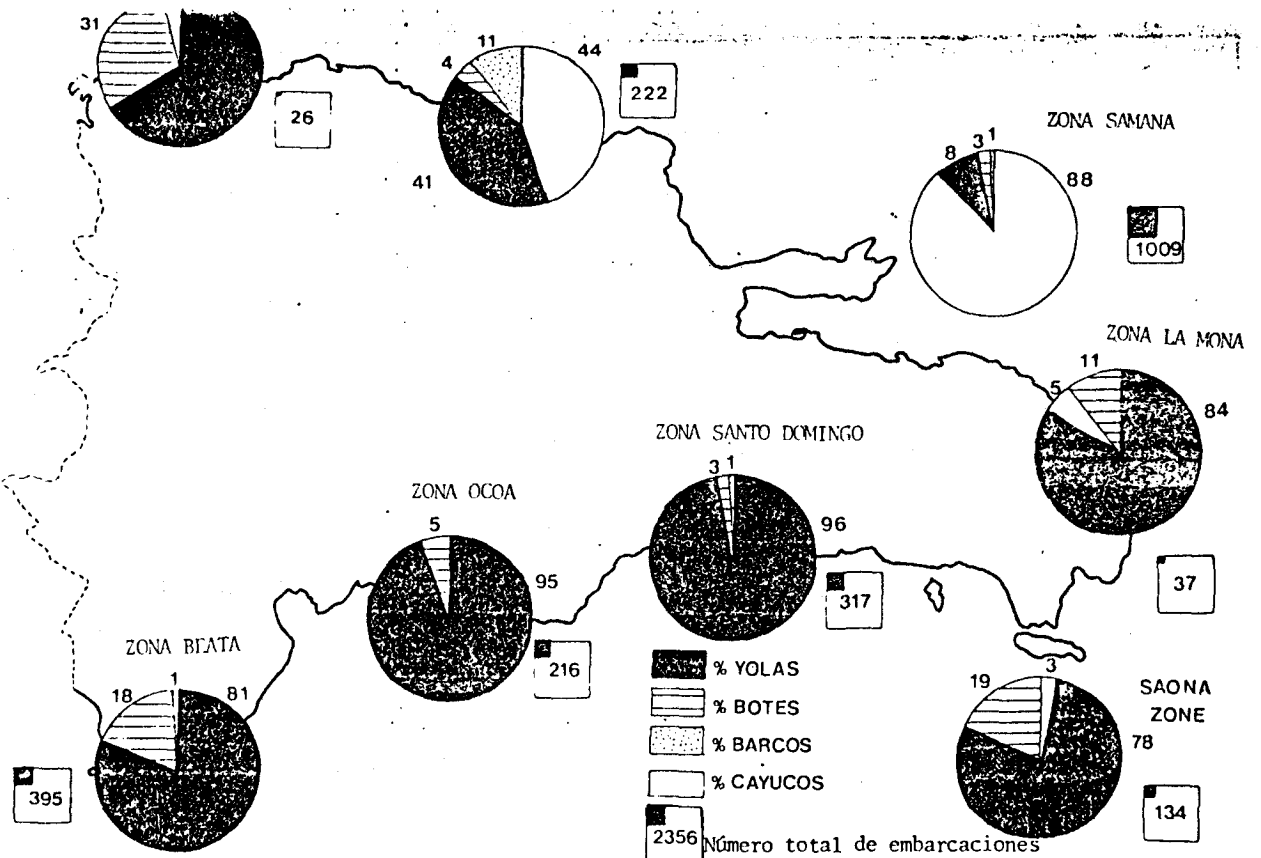 31
26
4
11
44
222
41
ZONA SAMANA
8
3
1
88
1009
ZONA LA MONA
11
5
84
37
ZONA SANTO DOMINGO
3
1
96
317
ZONA OCOA
5
95
216
ZONA BEATA
18
1
81
395
% YOLAS
% BOTES
% BARCOS
% CAYUCOS
2356 Número total de embarcaciones
19
3
SAONA
ZONE
78
134